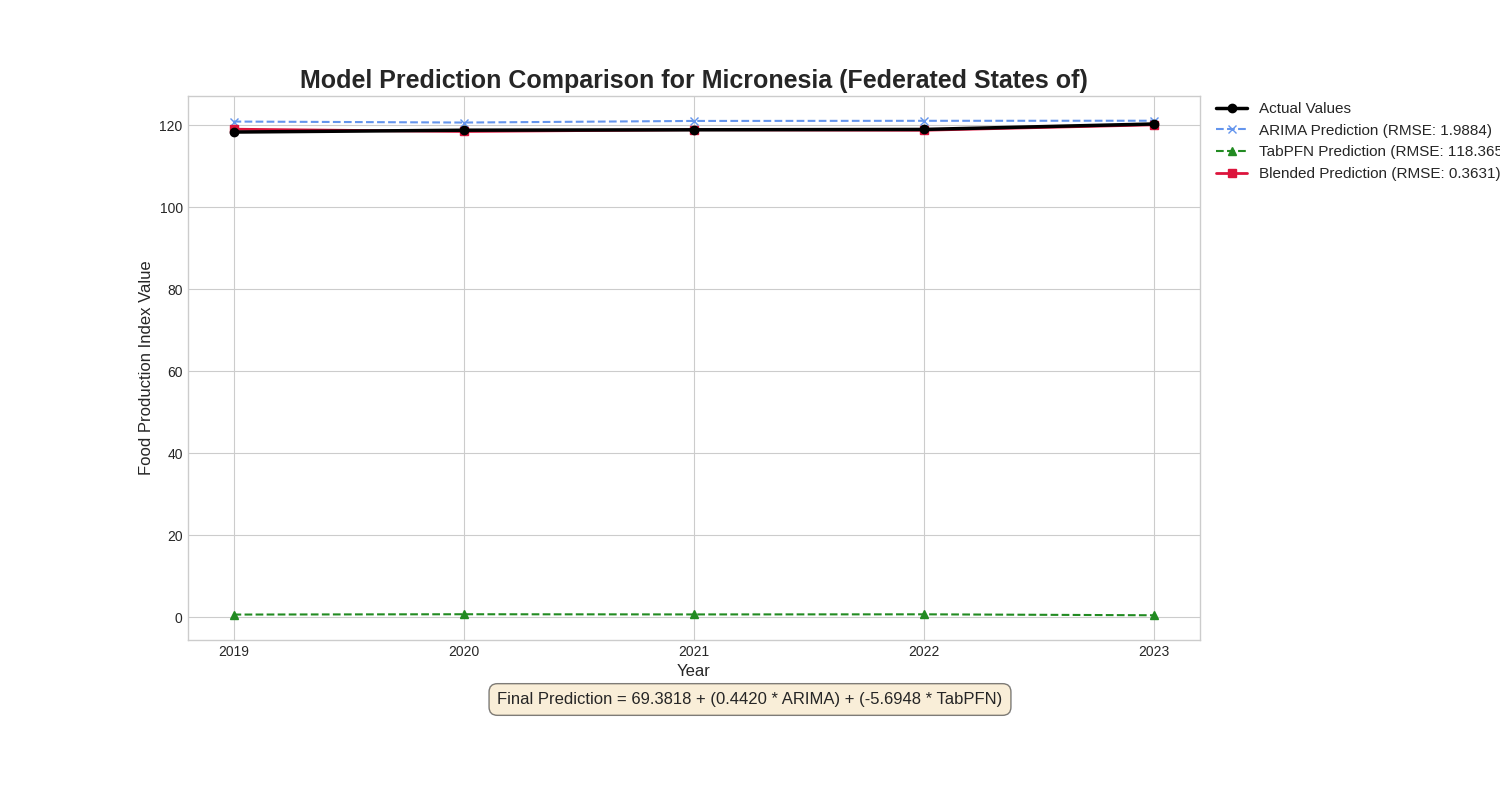 Model Prediction Comparison for Micronesia (Federated States of)
Actual Values
ARIMA Prediction (RMSE: 1.9884)
TabPFN Prediction (RMSE: 118.365
Blended Prediction (RMSE: 0.3631)
Food Production Index Value
120
100
80
60
40
20
0
2019 2020 2021 2022 2023
Year
Final Prediction = 69.3818 + (0.4420 * ARIMA) + (-5.6948 * TabPFN)